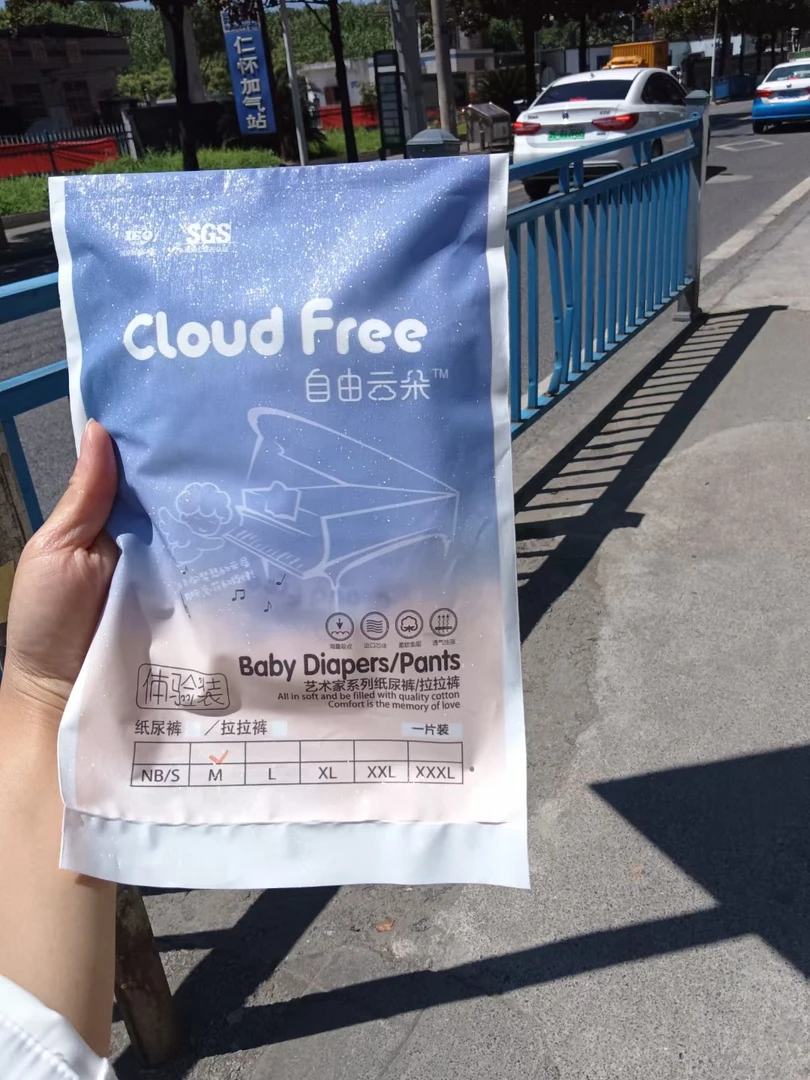 仁怀加气站
ISO
SGS
Cloud Free
自由云朵™
Baby Diapers/Pants
艺术家系列纸尿裤/拉拉裤
All in soft and be filled with quality cotton
Comfort is the memory of love
体验装
纸尿裤 /拉拉裤 一片装
NB/S M L XL XXL XXXL